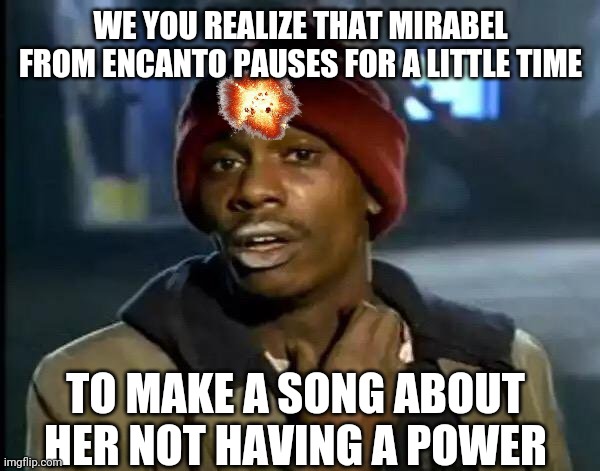 WE YOU REALIZE THAT MIRABEL
FROM ENCANTO PAUSES FOR A LITTLE TIME
TO MAKE A SONG ABOUT
HER NOT HAVING A POWER
imgflip.com